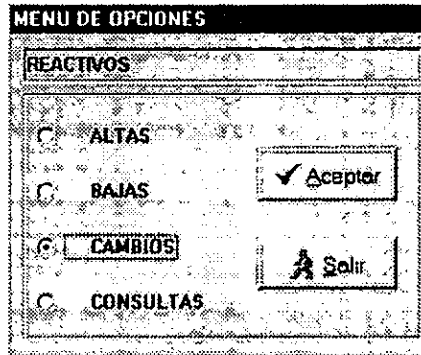 MENU DE OPCIONES
REACTIVOS
ALTAS
Aceptar
BAJAS
CAMBIOS
Salir
CONSULTAS